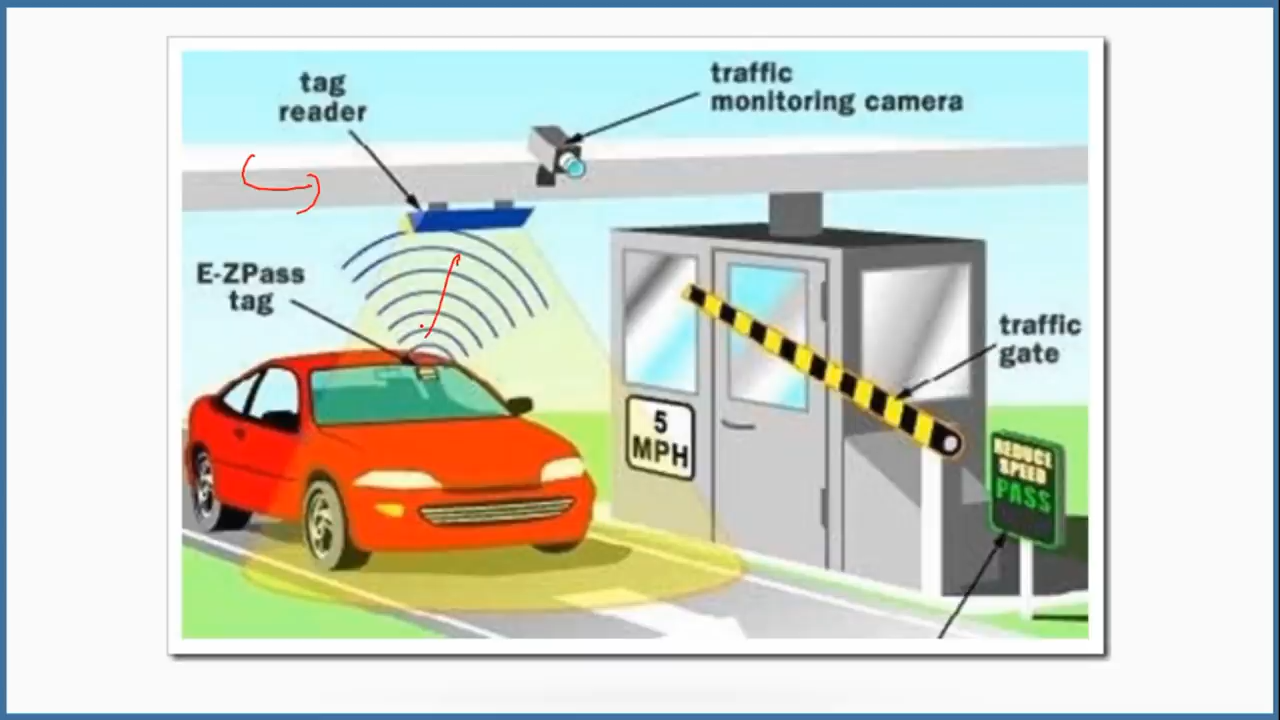 tag
reader
traffic
monitoring camera
E-ZPass
tag
traffic
gate
5
MPH
REDUCE
SPEED
PASS